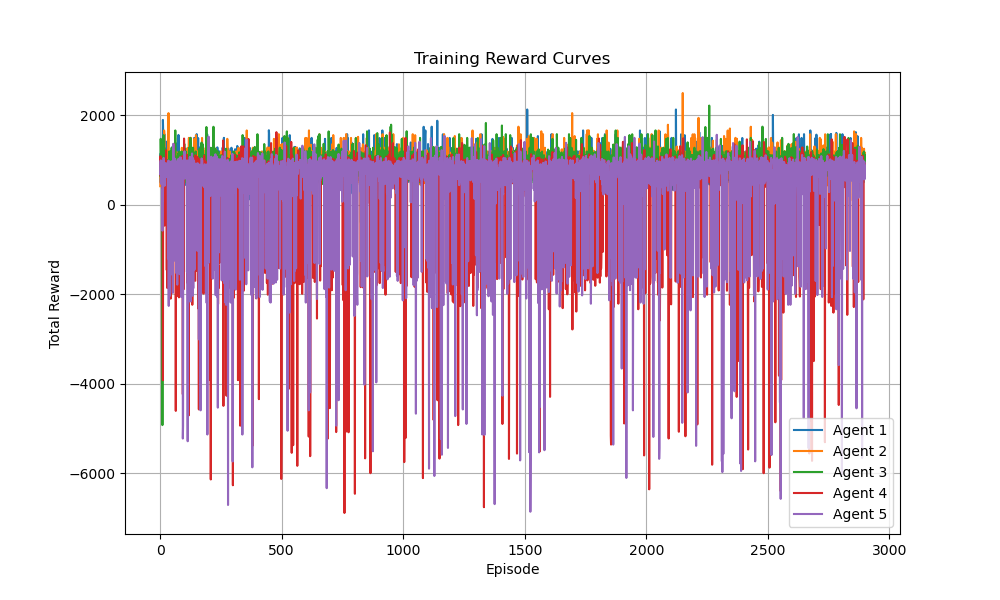 Training Reward Curves
Total Reward
2000
0
−2000
−4000
−6000
Agent 1
Agent 2
Agent 3
Agent 4
Agent 5
0 500 1000 1500 2000 2500 3000
Episode